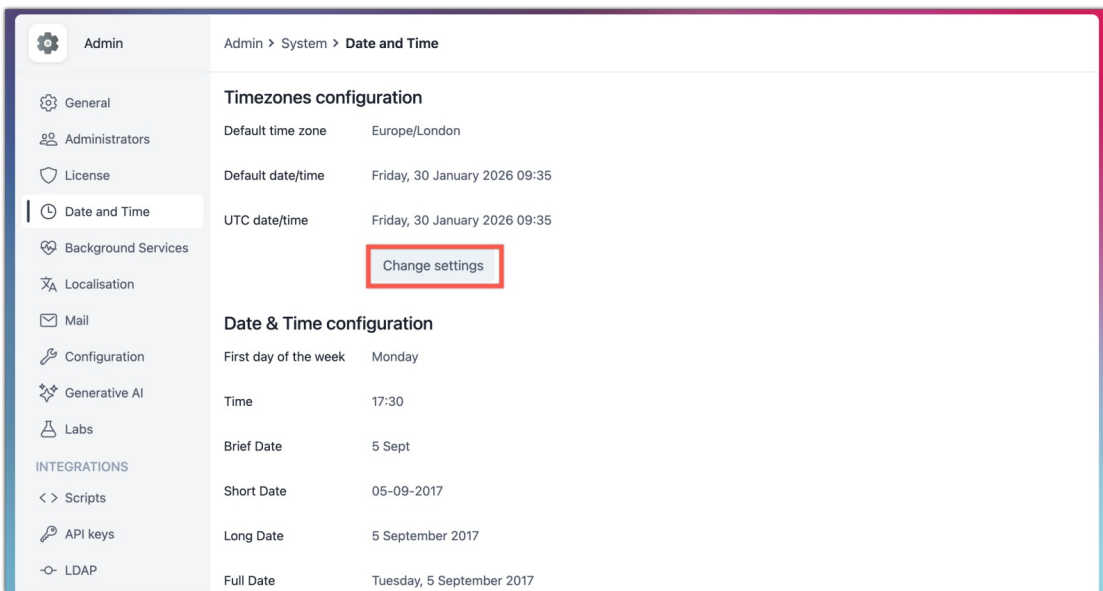 Admin
Admin > System > Date and Time
General
Administrators
License
Date and Time
Background Services
Localisation
Mail
Configuration
Generative AI
Labs
INTEGRATIONS
Scripts
API keys
LDAP
Timezones configuration
Default time zone Europe/London
Default date/time Friday, 30 January 2026 09:35
UTC date/time Friday, 30 January 2026 09:35
Change settings
Date & Time configuration
First day of the week Monday
Time 17:30
Brief Date 5 Sept
Short Date 05-09-2017
Long Date 5 September 2017
Full Date Tuesday, 5 September 2017